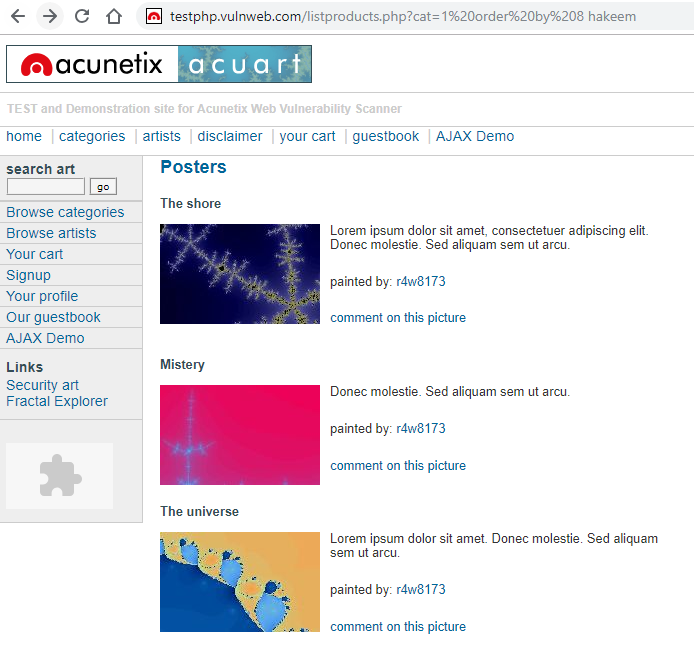 testphp.vulnweb.com/listproducts.php?cat=1%20order%20by%208 hakeem
acunetix acuart
TEST and Demonstration site for Acunetix Web Vulnerability Scanner
home | categories | artists | disclaimer | your cart | guestbook | AJAX Demo
search art
go
Browse categories
Browse artists
Your cart
Signup
Your profile
Our guestbook
AJAX Demo
Links
Security art
Fractal Explorer
Posters
The shore
Lorem ipsum dolor sit amet, consectetuer adipiscing elit.
Donec molestie. Sed aliquam sem ut arcu.
painted by: r4w8173
comment on this picture
Mistery
Donec molestie. Sed aliquam sem ut arcu.
painted by: r4w8173
comment on this picture
The universe
Lorem ipsum dolor sit amet. Donec molestie. Sed aliquam
sem ut arcu.
painted by: r4w8173
comment on this picture